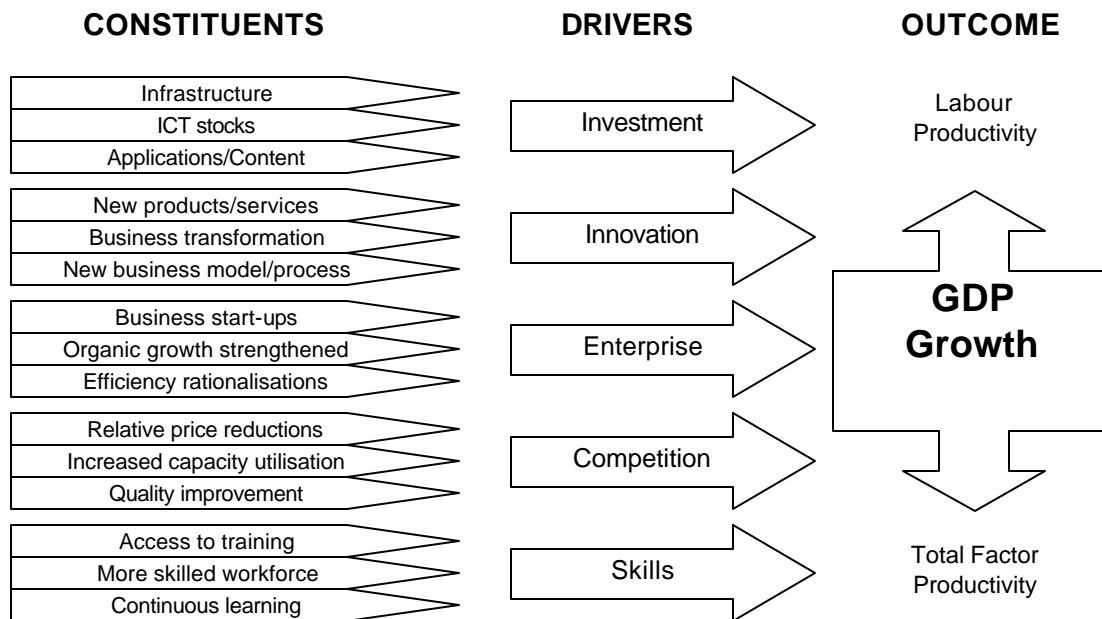 CONSTITUENTS
DRIVERS
OUTCOME
Infrastructure
ICT stocks
Applications/Content
New products/services
Business transformation
New business model/process
Business start-ups
Organic growth strengthened
Efficiency rationalisations
Relative price reductions
Increased capacity utilisation
Quality improvement
Access to training
More skilled workforce
Continuous learning
Investment
Innovation
Enterprise
Competition
Skills
Labour
Productivity
GDP
Growth
Total Factor
Productivity